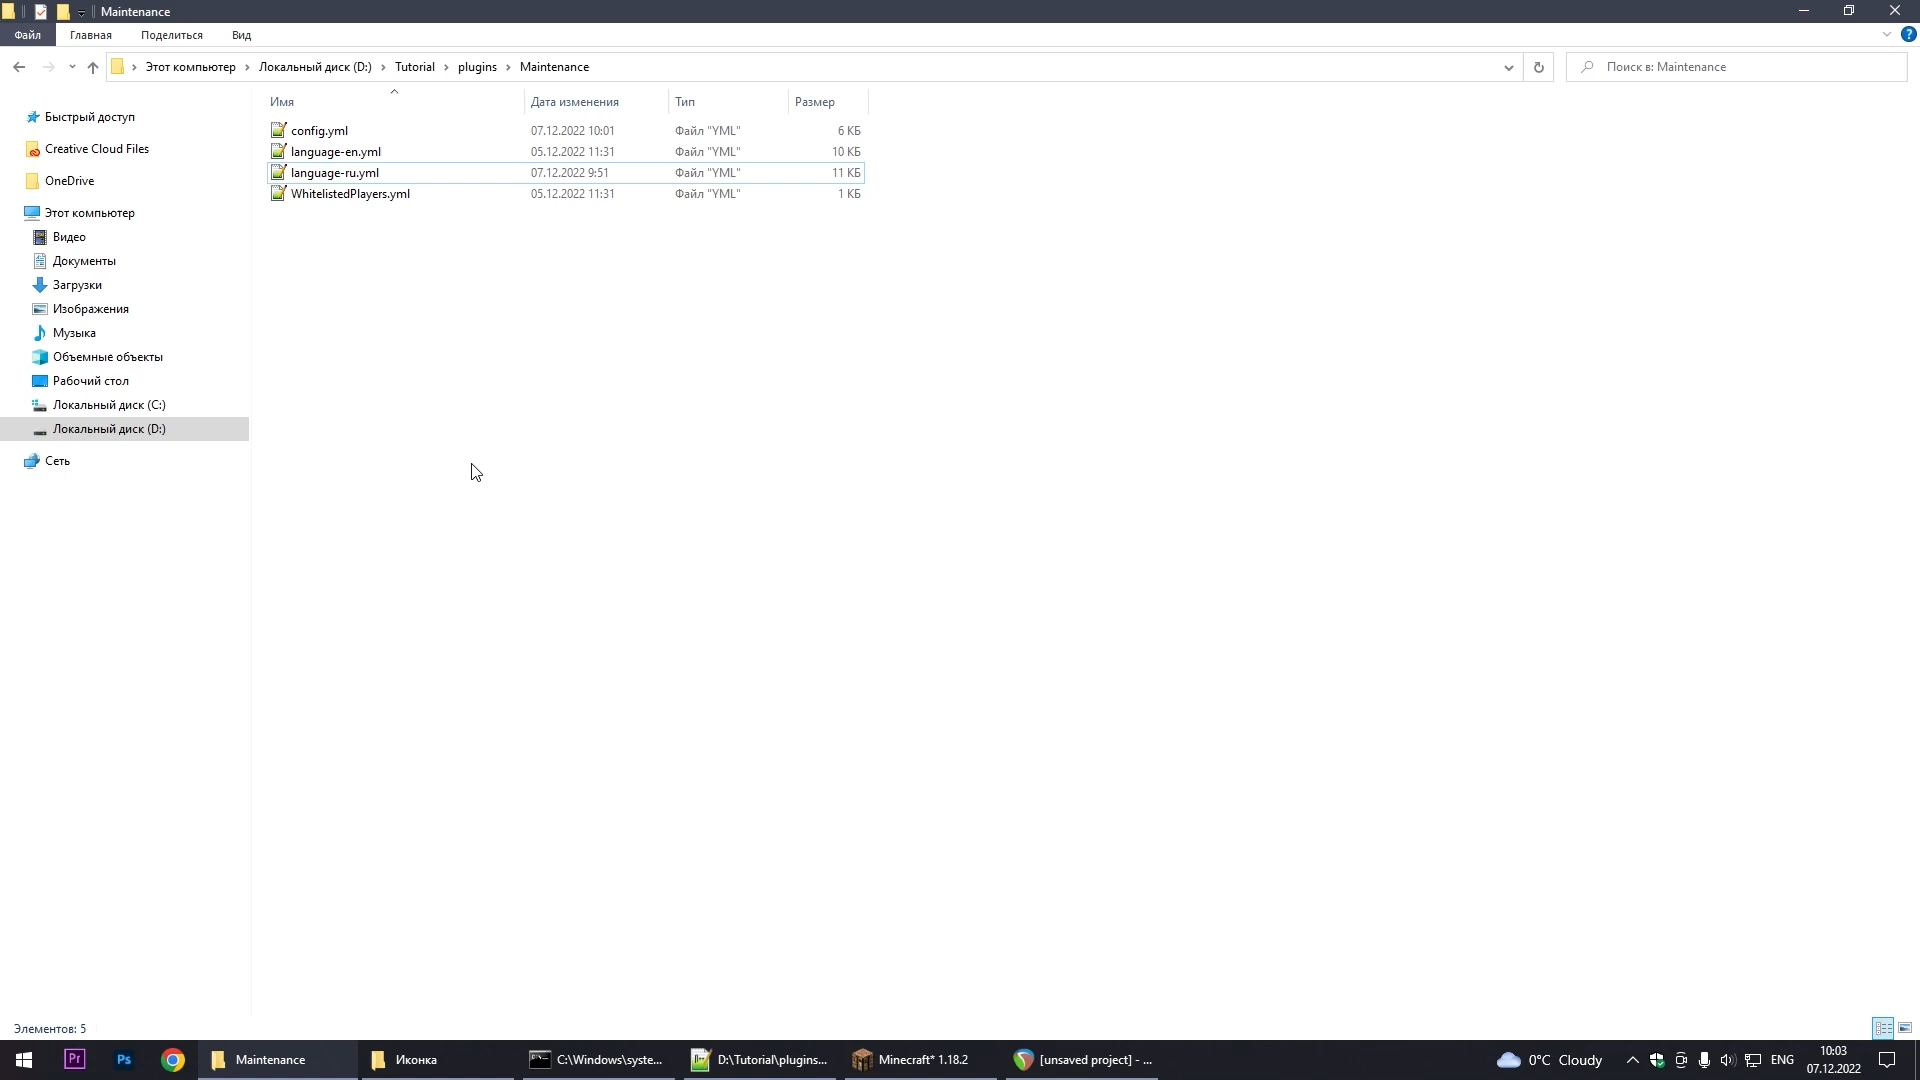 Maintenance
Файл Главная Поделиться Вид
Этот компьютер Локальный диск (D:) Tutorial plugins Maintenance
Поиск в: Maintenance
Имя Дата изменения Тип Размер
config.yml 07.12.2022 10:01 Файл "YML" 6 КБ
language-en.yml 05.12.2022 11:31 Файл "YML" 10 КБ
language-ru.yml 07.12.2022 9:51 Файл "YML" 11 КБ
WhitelistedPlayers.yml 05.12.2022 11:31 Файл "YML" 1 КБ
Быстрый доступ
Creative Cloud Files
OneDrive
Этот компьютер
Видео
Документы
Загрузки
Изображения
Музыка
Объемные объекты
Рабочий стол
Локальный диск (C:)
Локальный диск (D:)
Сеть
Элементов: 5
Pr Ps Maintenance Иконка C:\Windows\syste... D:\Tutorial\plugins... Minecraft* 1.18.2 [unsaved project] - ... 0°C Cloudy ENG
10:03
07.12.2022